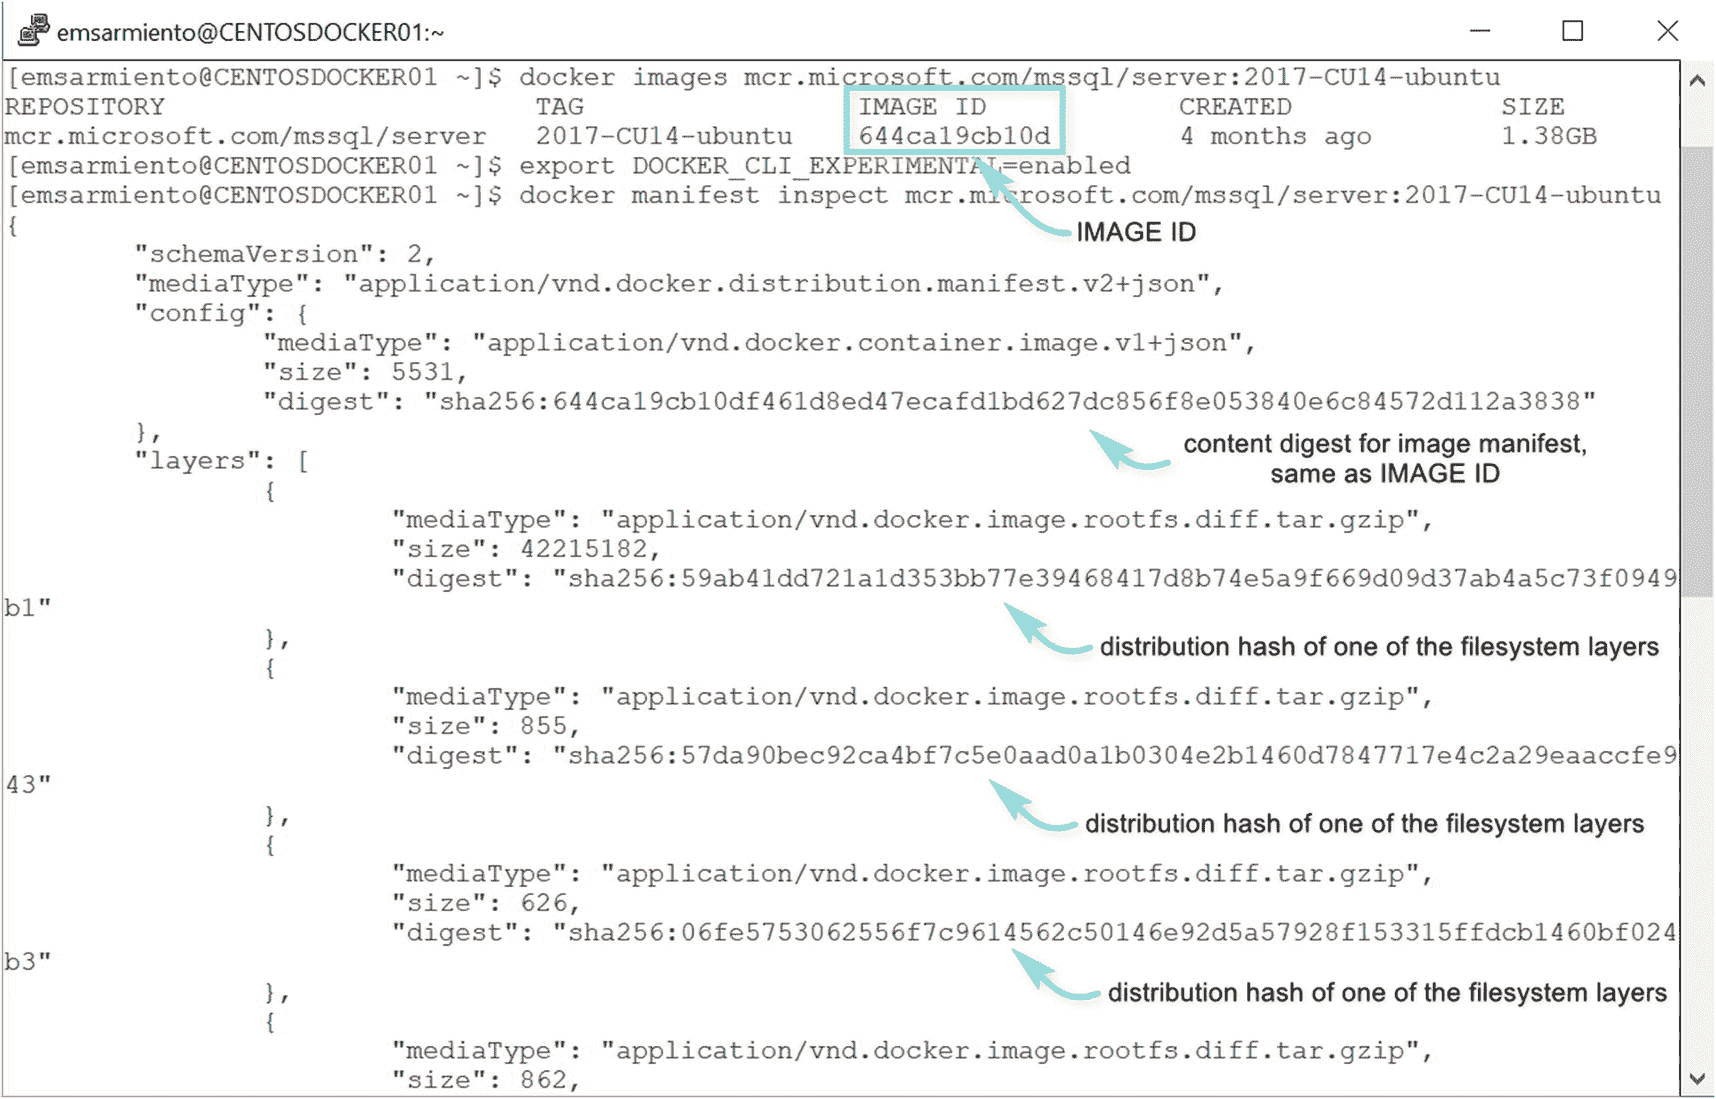 emsarmiento@CENTOSDOCKER01:~
[emsarmiento@CENTOSDOCKER01 ~]$ docker images mcr.microsoft.com/mssql/server:2017-CU14-ubuntu
REPOSITORY TAG IMAGE ID CREATED SIZE
mcr.microsoft.com/mssql/server 2017-CU14-ubuntu 644ca19cb10d 4 months ago 1.38GB
[emsarmiento@CENTOSDOCKER01 ~]$ export DOCKER_CLI_EXPERIMENTAL=enabled
[emsarmiento@CENTOSDOCKER01 ~]$ docker manifest inspect mcr.microsoft.com/mssql/server:2017-CU14-ubuntu
{
IMAGE ID
"schemaVersion": 2,
"mediaType": "application/vnd.docker.distribution.manifest.v2+json",
"config": {
"mediaType": "application/vnd.docker.container.image.v1+json",
"size": 5531,
"digest": "sha256:644ca19cb10df461d8ed47ecafd1bd627dc856f8e053840e6c84572d112a3838"
},
content digest for image manifest,
same as IMAGE ID
"layers": [
{
"mediaType": "application/vnd.docker.image.rootfs.diff.tar.gzip",
"size": 42215182,
"digest": "sha256:59ab41dd721a1d353bb77e39468417d8b74e5a9f669d09d37ab4a5c73f0949
b1"
},
distribution hash of one of the filesystem layers
{
"mediaType": "application/vnd.docker.image.rootfs.diff.tar.gzip",
"size": 855,
"digest": "sha256:57da90bec92ca4bf7c5e0aad0a1b0304e2b1460d7847717e4c2a29eaaccfe9
43"
},
distribution hash of one of the filesystem layers
{
"mediaType": "application/vnd.docker.image.rootfs.diff.tar.gzip",
"size": 626,
"digest": "sha256:06fe5753062556f7c9614562c50146e92d5a57928f153315ffdcb1460bf024
b3"
},
distribution hash of one of the filesystem layers
{
"mediaType": "application/vnd.docker.image.rootfs.diff.tar.gzip",
"size": 862,